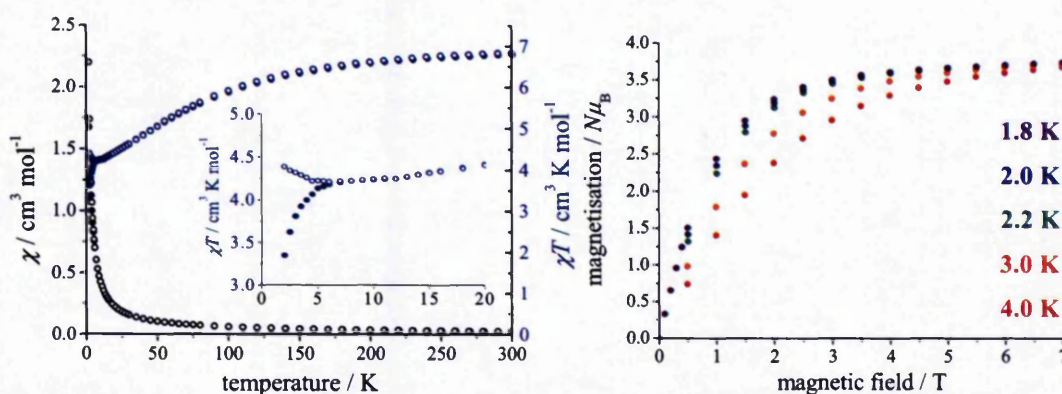 χ / cm³ mol⁻¹
2.5
2.0
1.5
1.0
0.5
0.0
0 50 100 150 200 250 300
temperature / K
7
6
5
4
3
2
1
0
χT / cm³ K mol⁻¹
χT / cm³ K mol⁻¹
5.0
4.5
4.0
3.5
3.0
0 5 10 15 20
magnetisation / Nμ_B
4.0
3.5
3.0
2.5
2.0
1.5
1.0
0.5
0.0
0 1 2 3 4 5 6 7
magnetic field / T
1.8 K
2.0 K
2.2 K
3.0 K
4.0 K